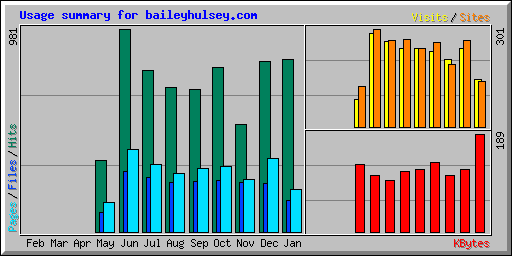 Usage summary for baileyhulsey.com
Visits / Sites
981
301
Pages / Files / Hits
189
Feb Mar Apr May Jun Jul Aug Sep Oct Nov Dec Jan
KBytes